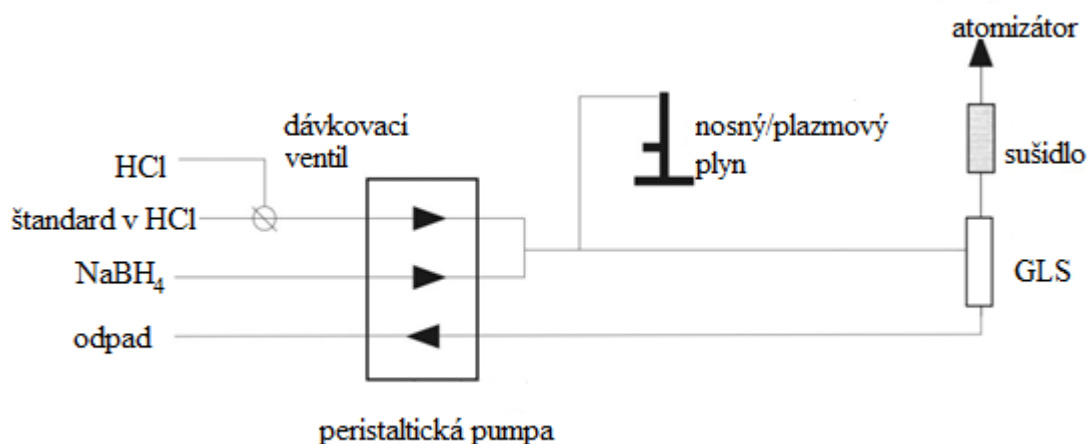 atomizátor
dávkovací
ventil
nosný/plazmový
plyn
sušidlo
HCl
štandard v HCl
NaBH4
GLS
odpad
peristaltická pumpa